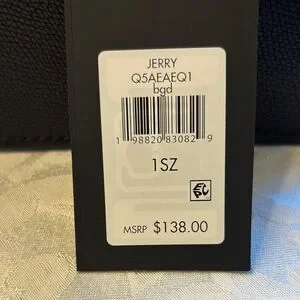 JERRY
Q5AEAEQ1
bgd
1 98820 83082 9
1SZ
MSRP $138.00